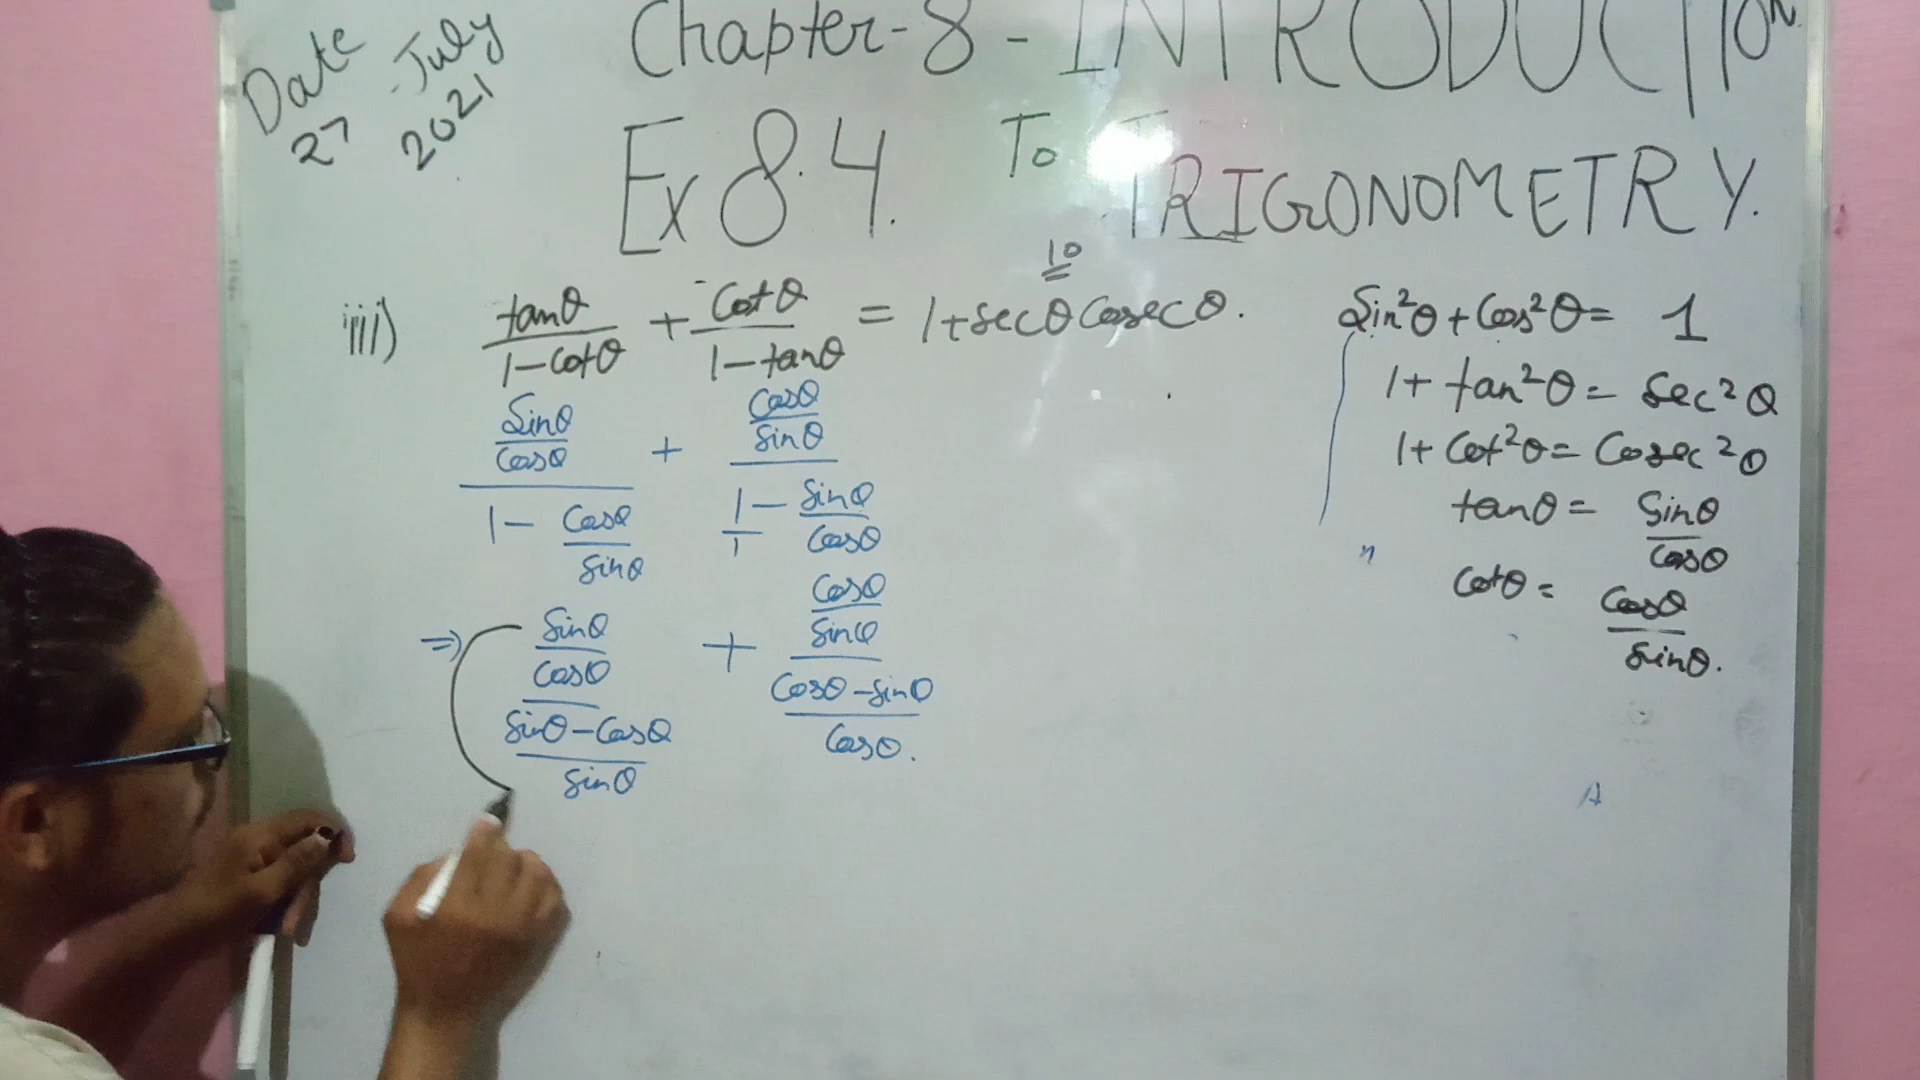 Date
27 July
2021
Chapter-8 - INTRODUCTION
Ex 8.4. To TRIGONOMETRY.
10
iii) tanθ/1-cotθ + cotθ/1-tanθ = 1+secθ cosecθ.
Sinθ/Cosθ / 1 - Cosθ/Sinθ + Cosθ/Sinθ / 1/1 - Sinθ/Cosθ
⇒ Sinθ/Cosθ / Sinθ-Cosθ/Sinθ + Cosθ/Sinθ / Cosθ-Sinθ/Cosθ.
Sin²θ + Cos²θ = 1
1+ tan²θ = Sec²θ
1+ Cot²θ = Cosec²θ
tanθ = Sinθ/Cosθ
Cotθ = Cosθ/Sinθ.